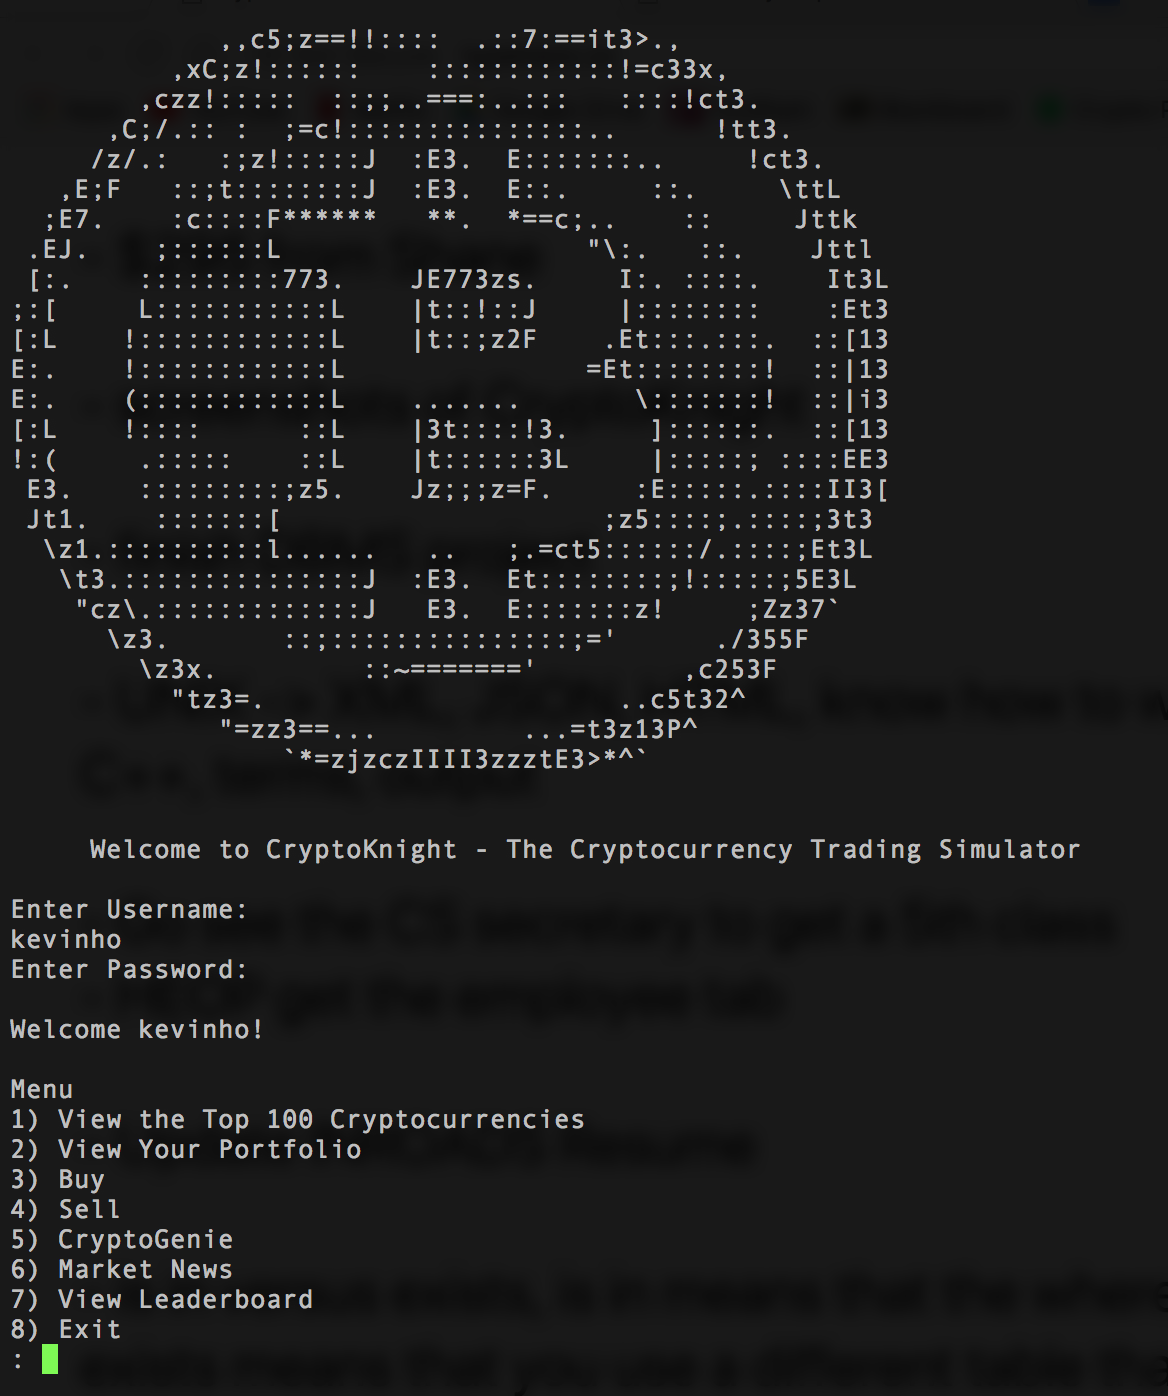 ,,c5;z==!!::::  .::7:==it3>.,
,xC;z!::::::    ::::::::::::!=c33x,
,czz!:::::  ::;;..===:..:::   ::::!ct3.
,C;/.:: :  ;=c!:::::::::::::::::..      !tt3.
/z/.:   :;z!:::::J  :E3.  E:::::::..     !ct3.
,E;F   ::;t::::::::J  :E3.  E::.     ::.     \ttL
;E7.    :c::::F******   **.  *==c;..    ::     Jttk
.EJ.    ;::::::L                   "\:.   ::.    Jttl
[:.    :::::::::773.    JE773zs.     I:. ::::.    It3L
;:[     L:::::::::::L    |t::!::J     |::::::::    :Et3
[:L    !::::::::::::L    |t::;z2F    .Et:::.:::.  ::[13
E:.    !::::::::::::L               =Et::::::::!  ::|13
E:.    (::::::::::::L    .......       \:::::::!  ::|i3
[:L    !::::      ::L    |3t::::!3.     ]::::::.  ::[13
!:(     .:::::    ::L    |t::::::3L     |:::::; ::::EE3
E3.    :::::::::;z5.    Jz;;;z=F.     :E:::::.::::II3[
Jt1.    :::::::[                    ;z5::::;.::::;3t3
\z1.::::::::::l......   ..   ;.=ct5::::::/.::::;Et3L
\t3.:::::::::::::::J  :E3.  Et::::::::;!:::::;5E3L
"cz\.:::::::::::::J   E3.  E:::::::z!     ;Zz37`
\z3.       ::;:::::::::::::::;='      ./355F
\z3x.         ::~======='         ,c253F
"tz3=.                      ..c5t32^
"=zz3==...         ...=t3z13P^
`*=zjzczIIII3zzztE3>*^`
Welcome to CryptoKnight - The Cryptocurrency Trading Simulator
Enter Username:
kevinho
Enter Password:
Welcome kevinho!
Menu
1) View the Top 100 Cryptocurrencies
2) View Your Portfolio
3) Buy
4) Sell
5) CryptoGenie
6) Market News
7) View Leaderboard
8) Exit
: